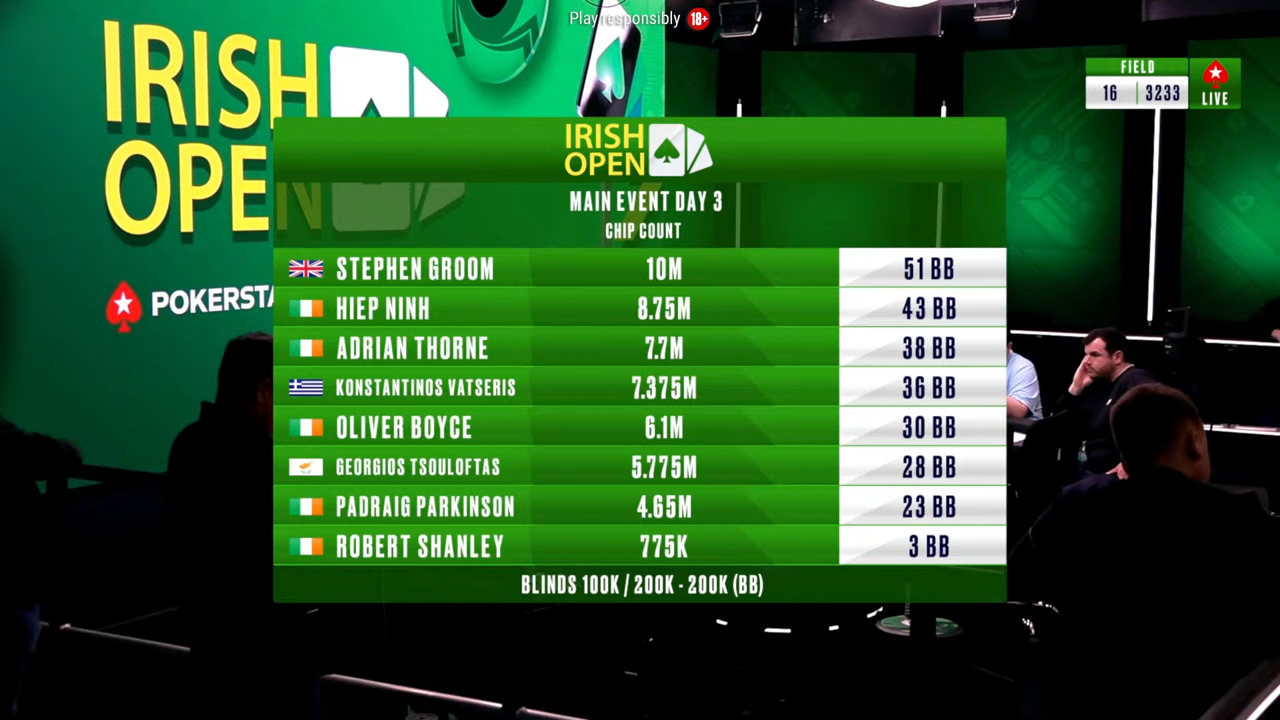 Play responsibly 18+
IRISH
OPEN
POKERSTA
FIELD
16 | 3233
LIVE
IRISH
OPEN
MAIN EVENT DAY 3
CHIP COUNT
STEPHEN GROOM 10M 51 BB
HIEP NINH 8.75M 43 BB
ADRIAN THORNE 7.7M 38 BB
KONSTANTINOS VATSERIS 7.375M 36 BB
OLIVER BOYCE 6.1M 30 BB
GEORGIOS TSOULOFTAS 5.775M 28 BB
PADRAIG PARKINSON 4.65M 23 BB
ROBERT SHANLEY 775K 3 BB
BLINDS 100K / 200K - 200K (BB)